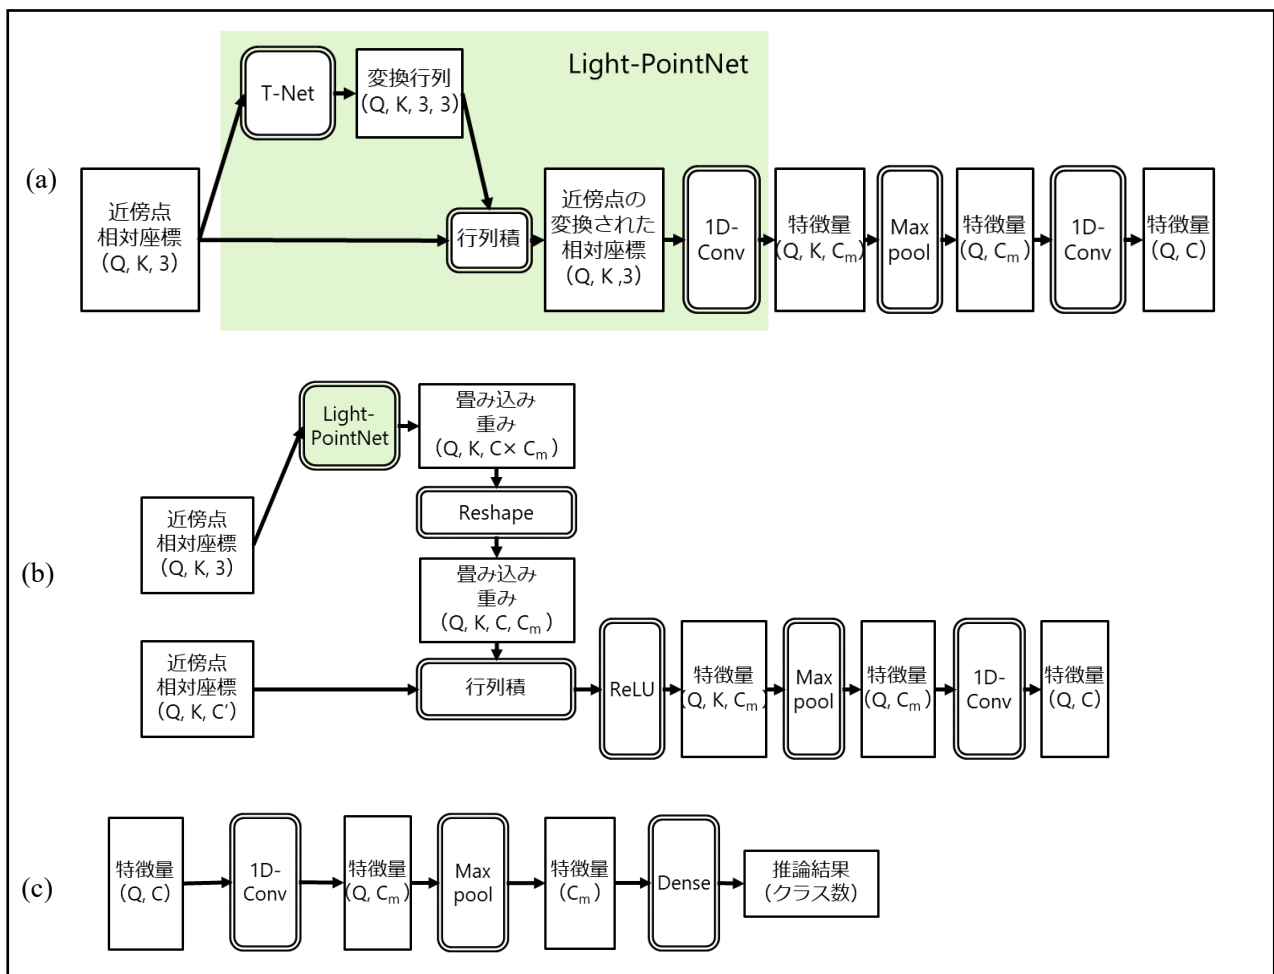 (a)
T-Net
変換行列
（Q, K, 3, 3）
Light-PointNet
近傍点
相対座標
（Q, K, 3）
行列積
近傍点の
変換された
相対座標
（Q, K ,3）
1D-
Conv
特徴量
（Q, K, Cm）
Max
pool
特徴量
（Q, Cm）
1D-
Conv
特徴量
（Q, C）
(b)
Light-
PointNet
畳み込み
重み
（Q, K, C× Cm ）
Reshape
近傍点
相対座標
（Q, K, 3）
畳み込み
重み
（Q, K, C, Cm ）
近傍点
相対座標
（Q, K, C’）
行列積
ReLU
特徴量
（Q, K, Cm）
Max
pool
特徴量
（Q, Cm）
1D-
Conv
特徴量
（Q, C）
(c)
特徴量
（Q, C）
1D-
Conv
特徴量
（Q, Cm）
Max
pool
特徴量
（Cm）
Dense
推論結果
（クラス数）